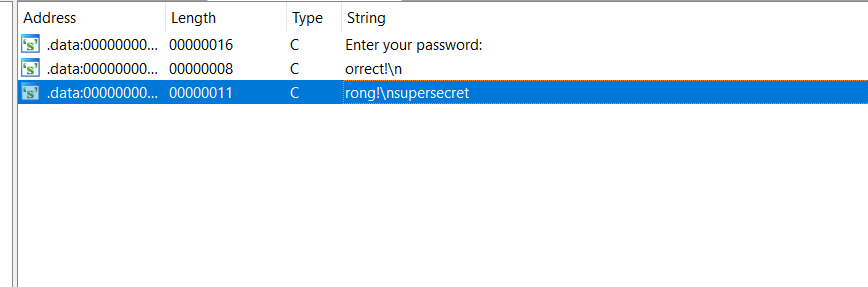 Address Length Type String
's' .data:00000000... 00000016 C Enter your password:
's' .data:00000000... 00000008 C orrect!\n
's' .data:00000000... 00000011 C rong!\nsupersecret